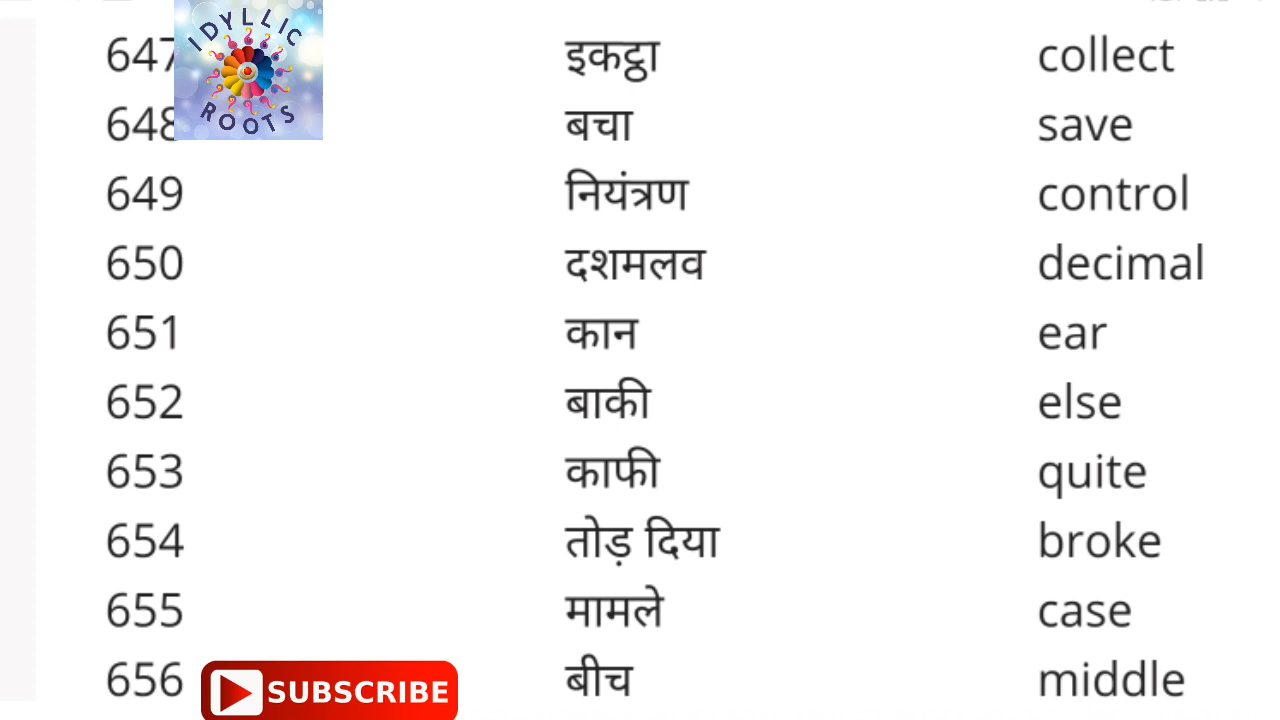 IDYLLIC
ROOTS
647 इकट्ठा collect
648 बचा save
649 नियंत्रण control
650 दशमलव decimal
651 कान ear
652 बाकी else
653 काफी quite
654 तोड़ दिया broke
655 मामले case
656 बीच middle
SUBSCRIBE